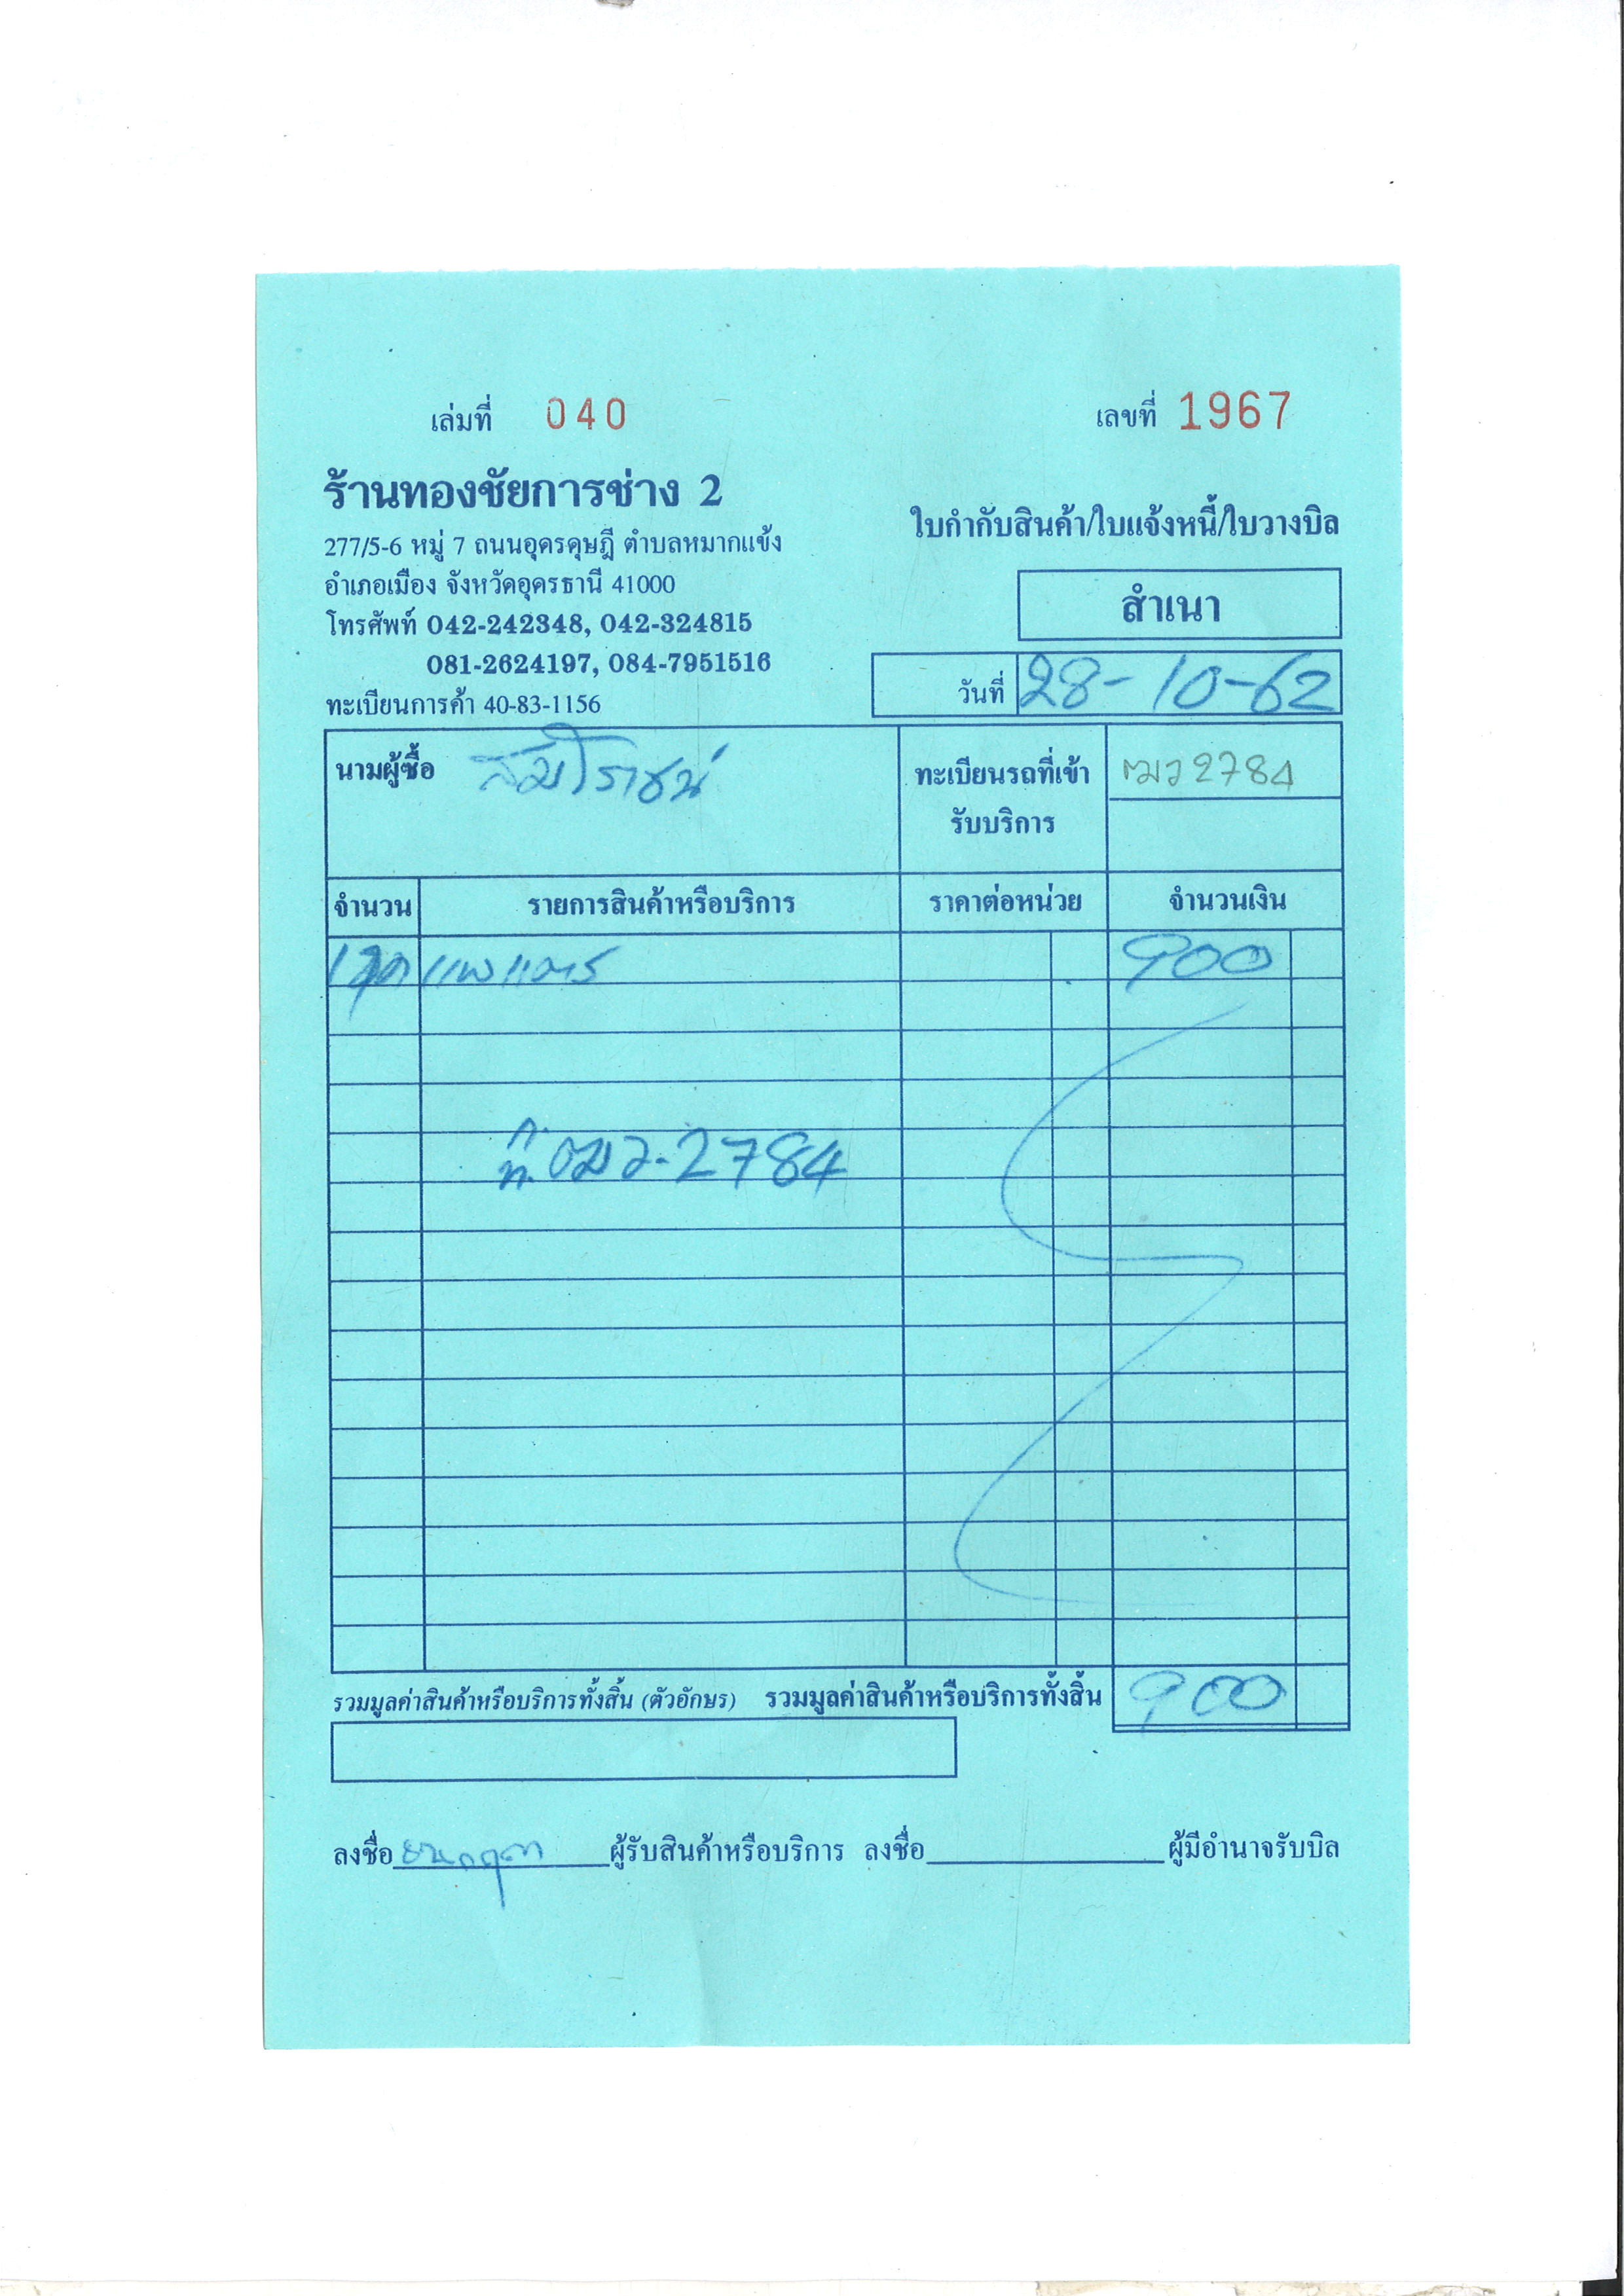 เล่มที่ 040
เลขที่ 1967
ร้านทองชัยการช่าง 2
277/5-6 หมู่ 7 ถนนอุดรดุษฎี ตำบลหมากแข้ง
อำเภอเมือง จังหวัดอุดรธานี 41000
โทรศัพท์ 042-242348, 042-324815
081-2624197, 084-7951516
ทะเบียนการค้า 40-83-1156
ใบกำกับสินค้า/ใบแจ้งหนี้/ใบวางบิล
สำเนา
วันที่ 28-10-62
นามผู้ซื้อ
ทะเบียนรถที่เข้า
รับบริการ
2784
จำนวน รายการสินค้าหรือบริการ ราคาต่อหน่วย จำนวนเงิน
900
2784
รวมมูลค่าสินค้าหรือบริการทั้งสิ้น (ตัวอักษร) รวมมูลค่าสินค้าหรือบริการทั้งสิ้น 900
ลงชื่อ ผู้รับสินค้าหรือบริการ ลงชื่อ ผู้มีอำนาจรับบิล